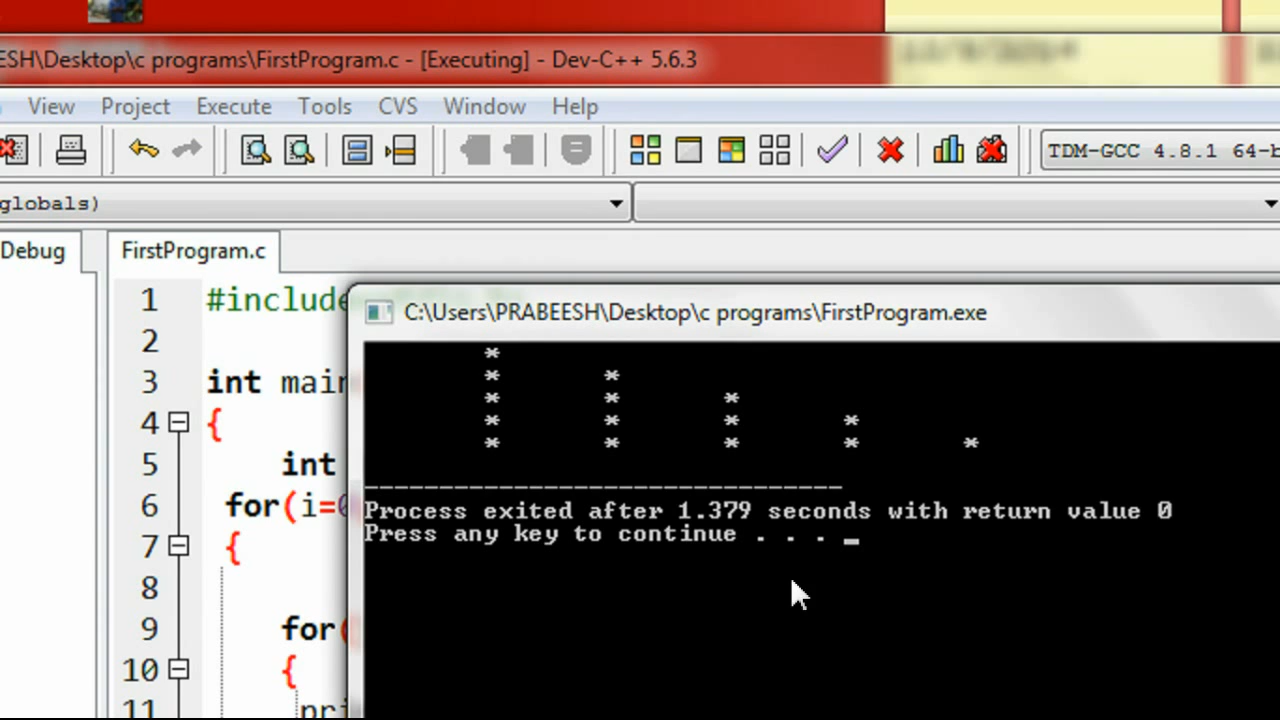 ESH\Desktop\c programs\FirstProgram.c - [Executing] - Dev-C++ 5.6.3
View Project Execute Tools CVS Window Help
TDM-GCC 4.8.1 64-b
globals)
Debug
FirstProgram.c
1 #include
2
3 int main
4 {
5 int
6 for(i=0
7 {
8
9 for(
10 {
11 pri
C:\Users\PRABEESH\Desktop\c programs\FirstProgram.exe
*
* *
* * *
* * * *
* * * * *
--------------------------------
Process exited after 1.379 seconds with return value 0
Press any key to continue . . . _